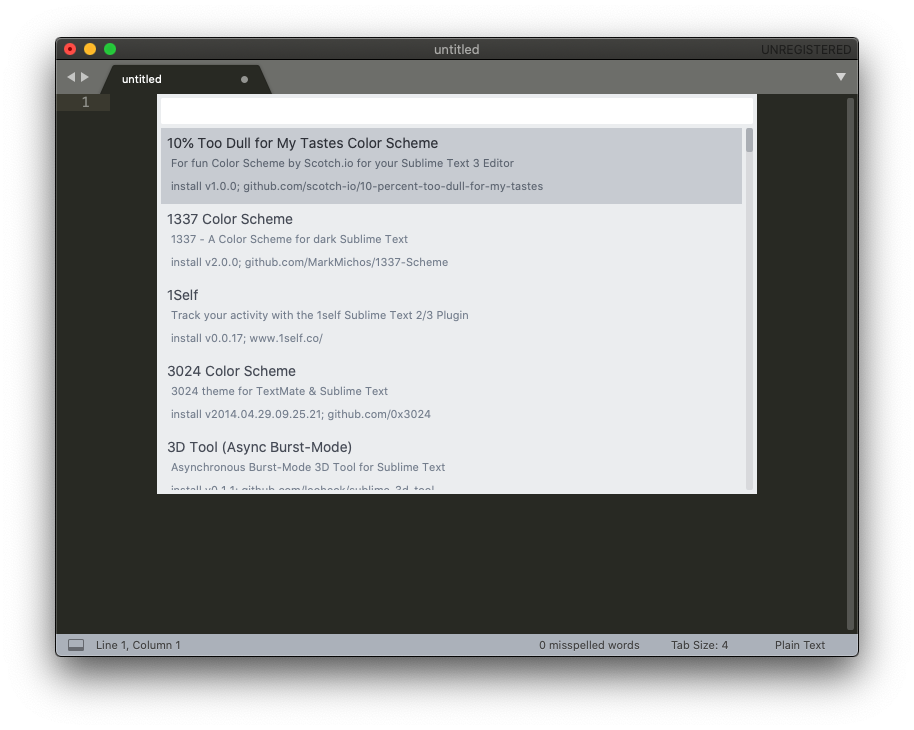 untitled
UNREGISTERED
untitled
1
10% Too Dull for My Tastes Color Scheme
For fun Color Scheme by Scotch.io for your Sublime Text 3 Editor
install v1.0.0; github.com/scotch-io/10-percent-too-dull-for-my-tastes
1337 Color Scheme
1337 - A Color Scheme for dark Sublime Text
install v2.0.0; github.com/MarkMichos/1337-Scheme
1Self
Track your activity with the 1self Sublime Text 2/3 Plugin
install v0.0.17; www.1self.co/
3024 Color Scheme
3024 theme for TextMate & Sublime Text
install v2014.04.29.09.25.21; github.com/0x3024
3D Tool (Async Burst-Mode)
Asynchronous Burst-Mode 3D Tool for Sublime Text
install v0.1.1;
Line 1, Column 1
0 misspelled words
Tab Size: 4
Plain Text